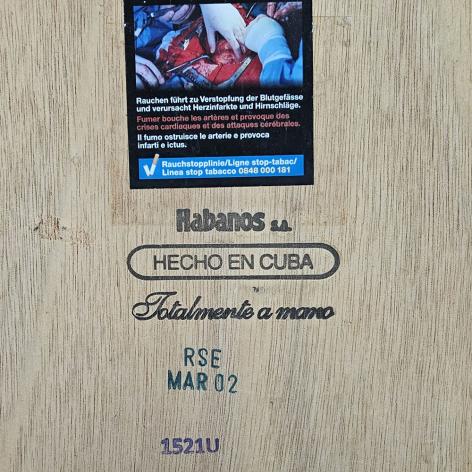 Rauchen führt zu Verstopfung der Blutgefässe
und verursacht Herzinfarkte und Hirnschläge.
Fumer bouche les artères et provoque des
crises cardiaques et des attaques cérébrales.
Il fumo ostruisce le arterie e provoca
infarti e ictus.
Rauchstopplinie/Ligne stop-tabac/
Linea stop tabacco 0848 000 181
Habanos s.a.
HECHO EN CUBA
Totalmente a mano
RSE
MAR 02
1521U